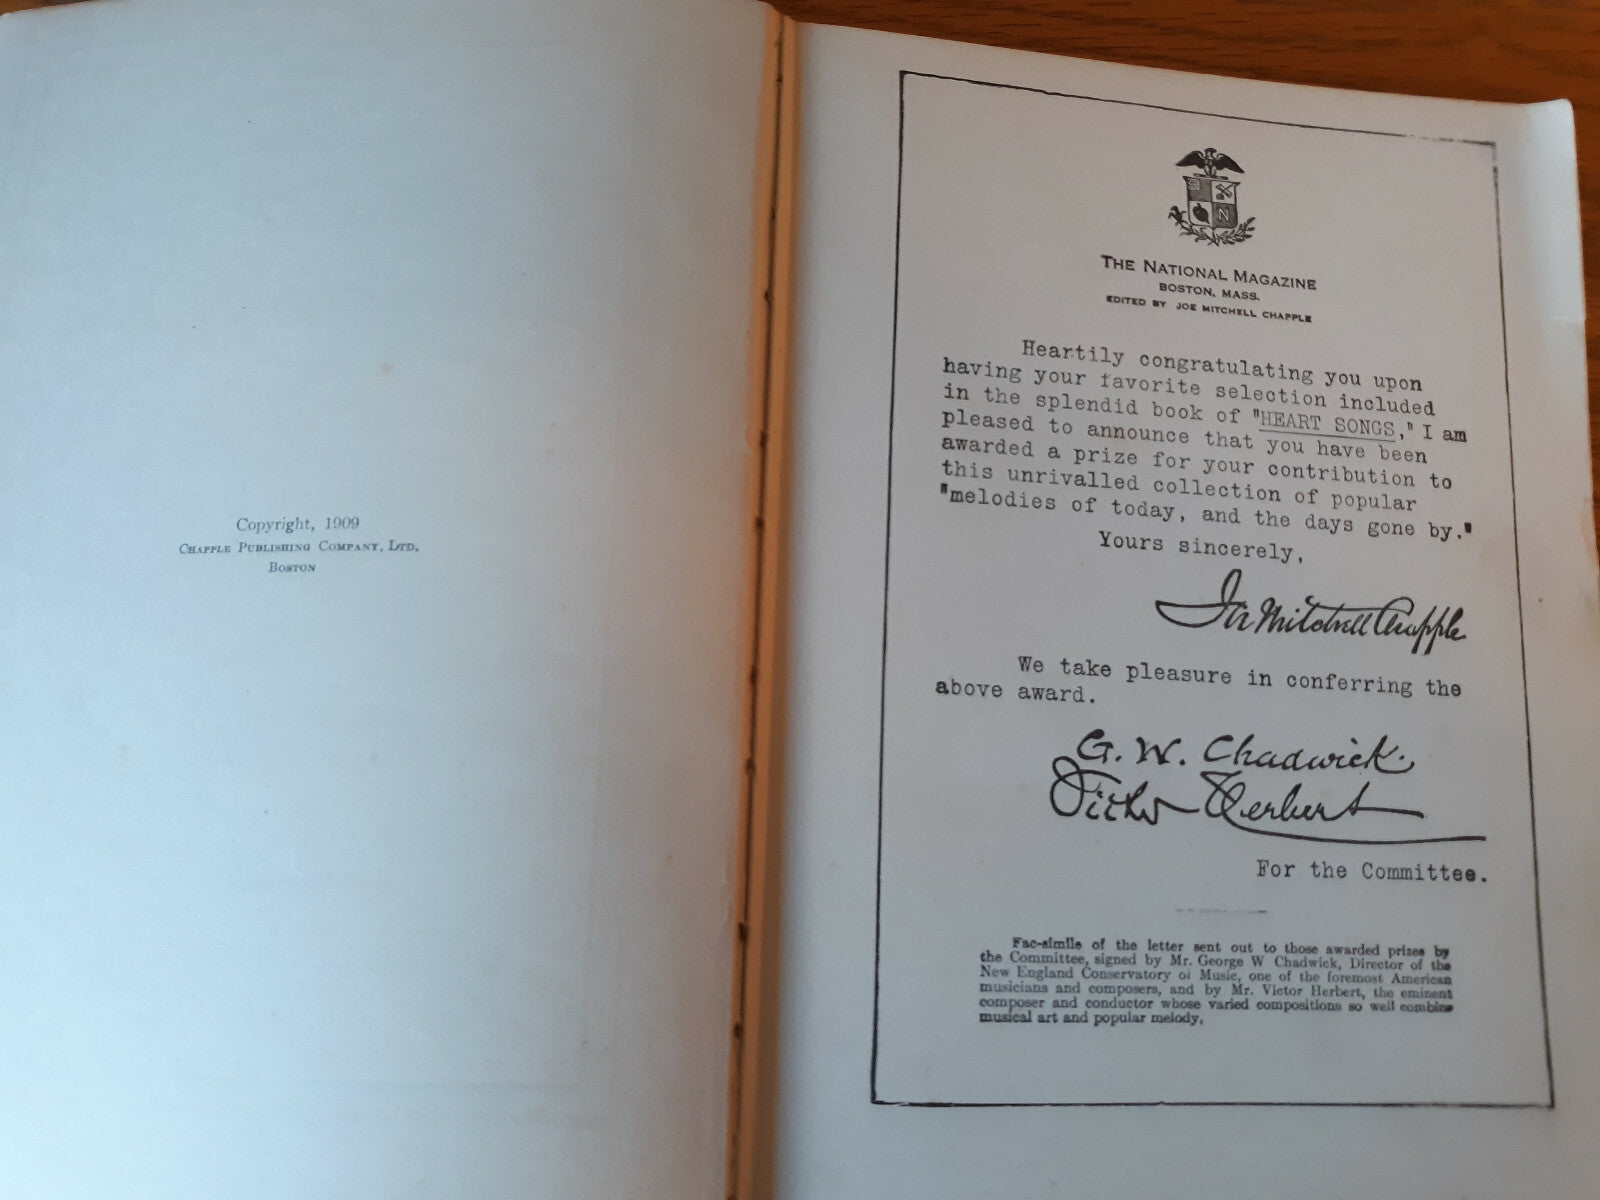 Copyright, 1909
CHAPPLE PUBLISHING COMPANY, LTD.
BOSTON
N
THE NATIONAL MAGAZINE
BOSTON, MASS.
EDITED BY JOE MITCHELL CHAPPLE
Heartily congratulating you upon
having your favorite selection included
in the splendid book of "HEART SONGS," I am
pleased to announce that you have been
awarded a prize for your contribution to
this unrivalled collection of popular
"melodies of today, and the days gone by."
Yours sincerely,
Joe Mitchell Chapple
We take pleasure in conferring the
above award.
G. W. Chadwick.
Victor Herbert
For the Committee.
Fac-simile of the letter sent out to those awarded prizes by
the Committee, signed by Mr. George W Chadwick, Director of the
New England Conservatory of Music, one of the foremost American
musicians and composers, and by Mr. Victor Herbert, the eminent
composer and conductor whose varied compositions so well combine
musical art and popular melody,